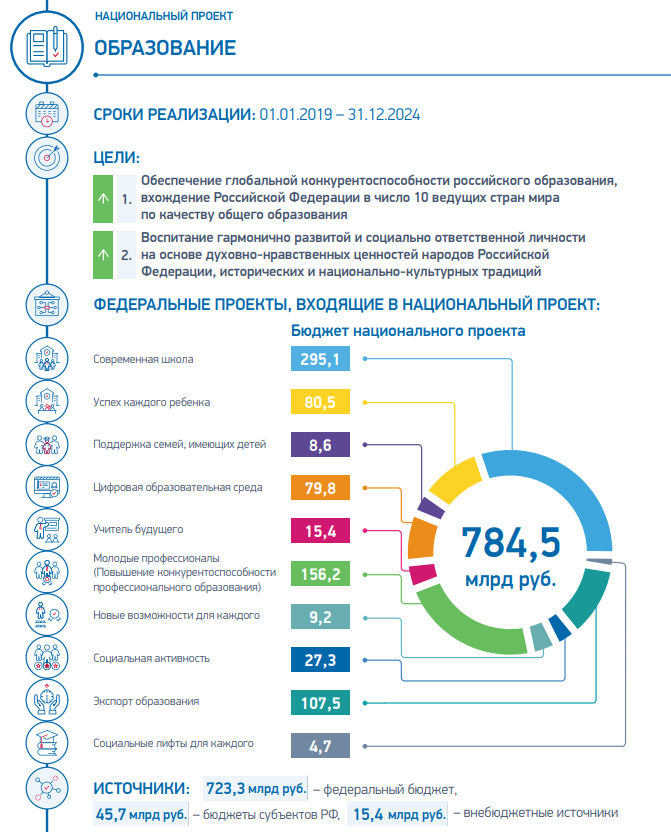 НАЦИОНАЛЬНЫЙ ПРОЕКТ
ОБРАЗОВАНИЕ
СРОКИ РЕАЛИЗАЦИИ: 01.01.2019 – 31.12.2024
ЦЕЛИ:
1. Обеспечение глобальной конкурентоспособности российского образования,
вхождение Российской Федерации в число 10 ведущих стран мира
по качеству общего образования
2. Воспитание гармонично развитой и социально ответственной личности
на основе духовно-нравственных ценностей народов Российской
Федерации, исторических и национально-культурных традиций
ФЕДЕРАЛЬНЫЕ ПРОЕКТЫ, ВХОДЯЩИЕ В НАЦИОНАЛЬНЫЙ ПРОЕКТ:
Бюджет национального проекта
Современная школа 295,1
Успех каждого ребенка 80,5
Поддержка семей, имеющих детей 8,6
Цифровая образовательная среда 79,8
Учитель будущего 15,4
Молодые профессионалы
(Повышение конкурентоспособности 156,2
профессионального образования)
Новые возможности для каждого 9,2
Социальная активность 27,3
Экспорт образования 107,5
Социальные лифты для каждого 4,7
784,5
млрд руб.
ИСТОЧНИКИ: 723,3 млрд руб. – федеральный бюджет,
45,7 млрд руб. – бюджеты субъектов РФ, 15,4 млрд руб. – внебюджетные источники